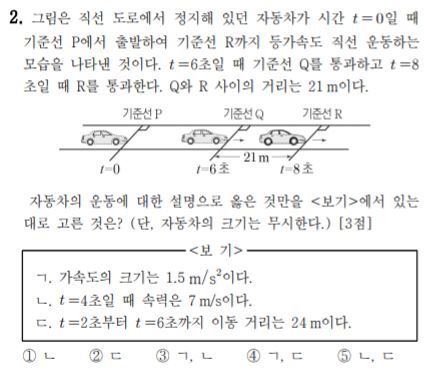 2. 그림은 직선 도로에서 정지해 있던 자동차가 시간 t=0일 때
기준선 P에서 출발하여 기준선 R까지 등가속도 직선 운동하는
모습을 나타낸 것이다. t=6초일 때 기준선 Q를 통과하고 t=8
초일 때 R를 통과한다. Q와 R 사이의 거리는 21 m이다.
기준선 P 기준선 Q 기준선 R
21 m
t=0 t=6초 t=8초
자동차의 운동에 대한 설명으로 옳은 것만을 <보기>에서 있는
대로 고른 것은? (단, 자동차의 크기는 무시한다.) [3점]
<보 기>
ㄱ. 가속도의 크기는 1.5 m/s²이다.
ㄴ. t=4초일 때 속력은 7 m/s이다.
ㄷ. t=2초부터 t=6초까지 이동 거리는 24 m이다.
① ㄴ ② ㄷ ③ ㄱ, ㄴ ④ ㄱ, ㄷ ⑤ ㄴ, ㄷ